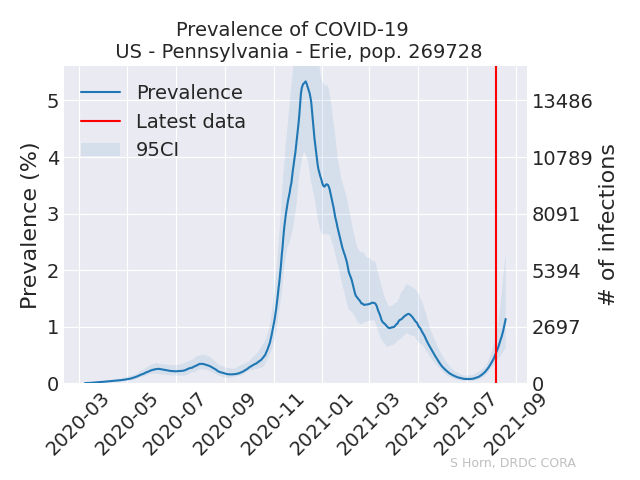 Prevalence of COVID-19
US - Pennsylvania - Erie, pop. 269728
Prevalence
Latest data
95CI
Prevalence (%)
5
4
3
2
1
0
13486
10789
8091
5394
2697
0
# of infections
2020-03
2020-05
2020-07
2020-09
2020-11
2021-01
2021-03
2021-05
2021-07
2021-09
S Horn, DRDC CORA